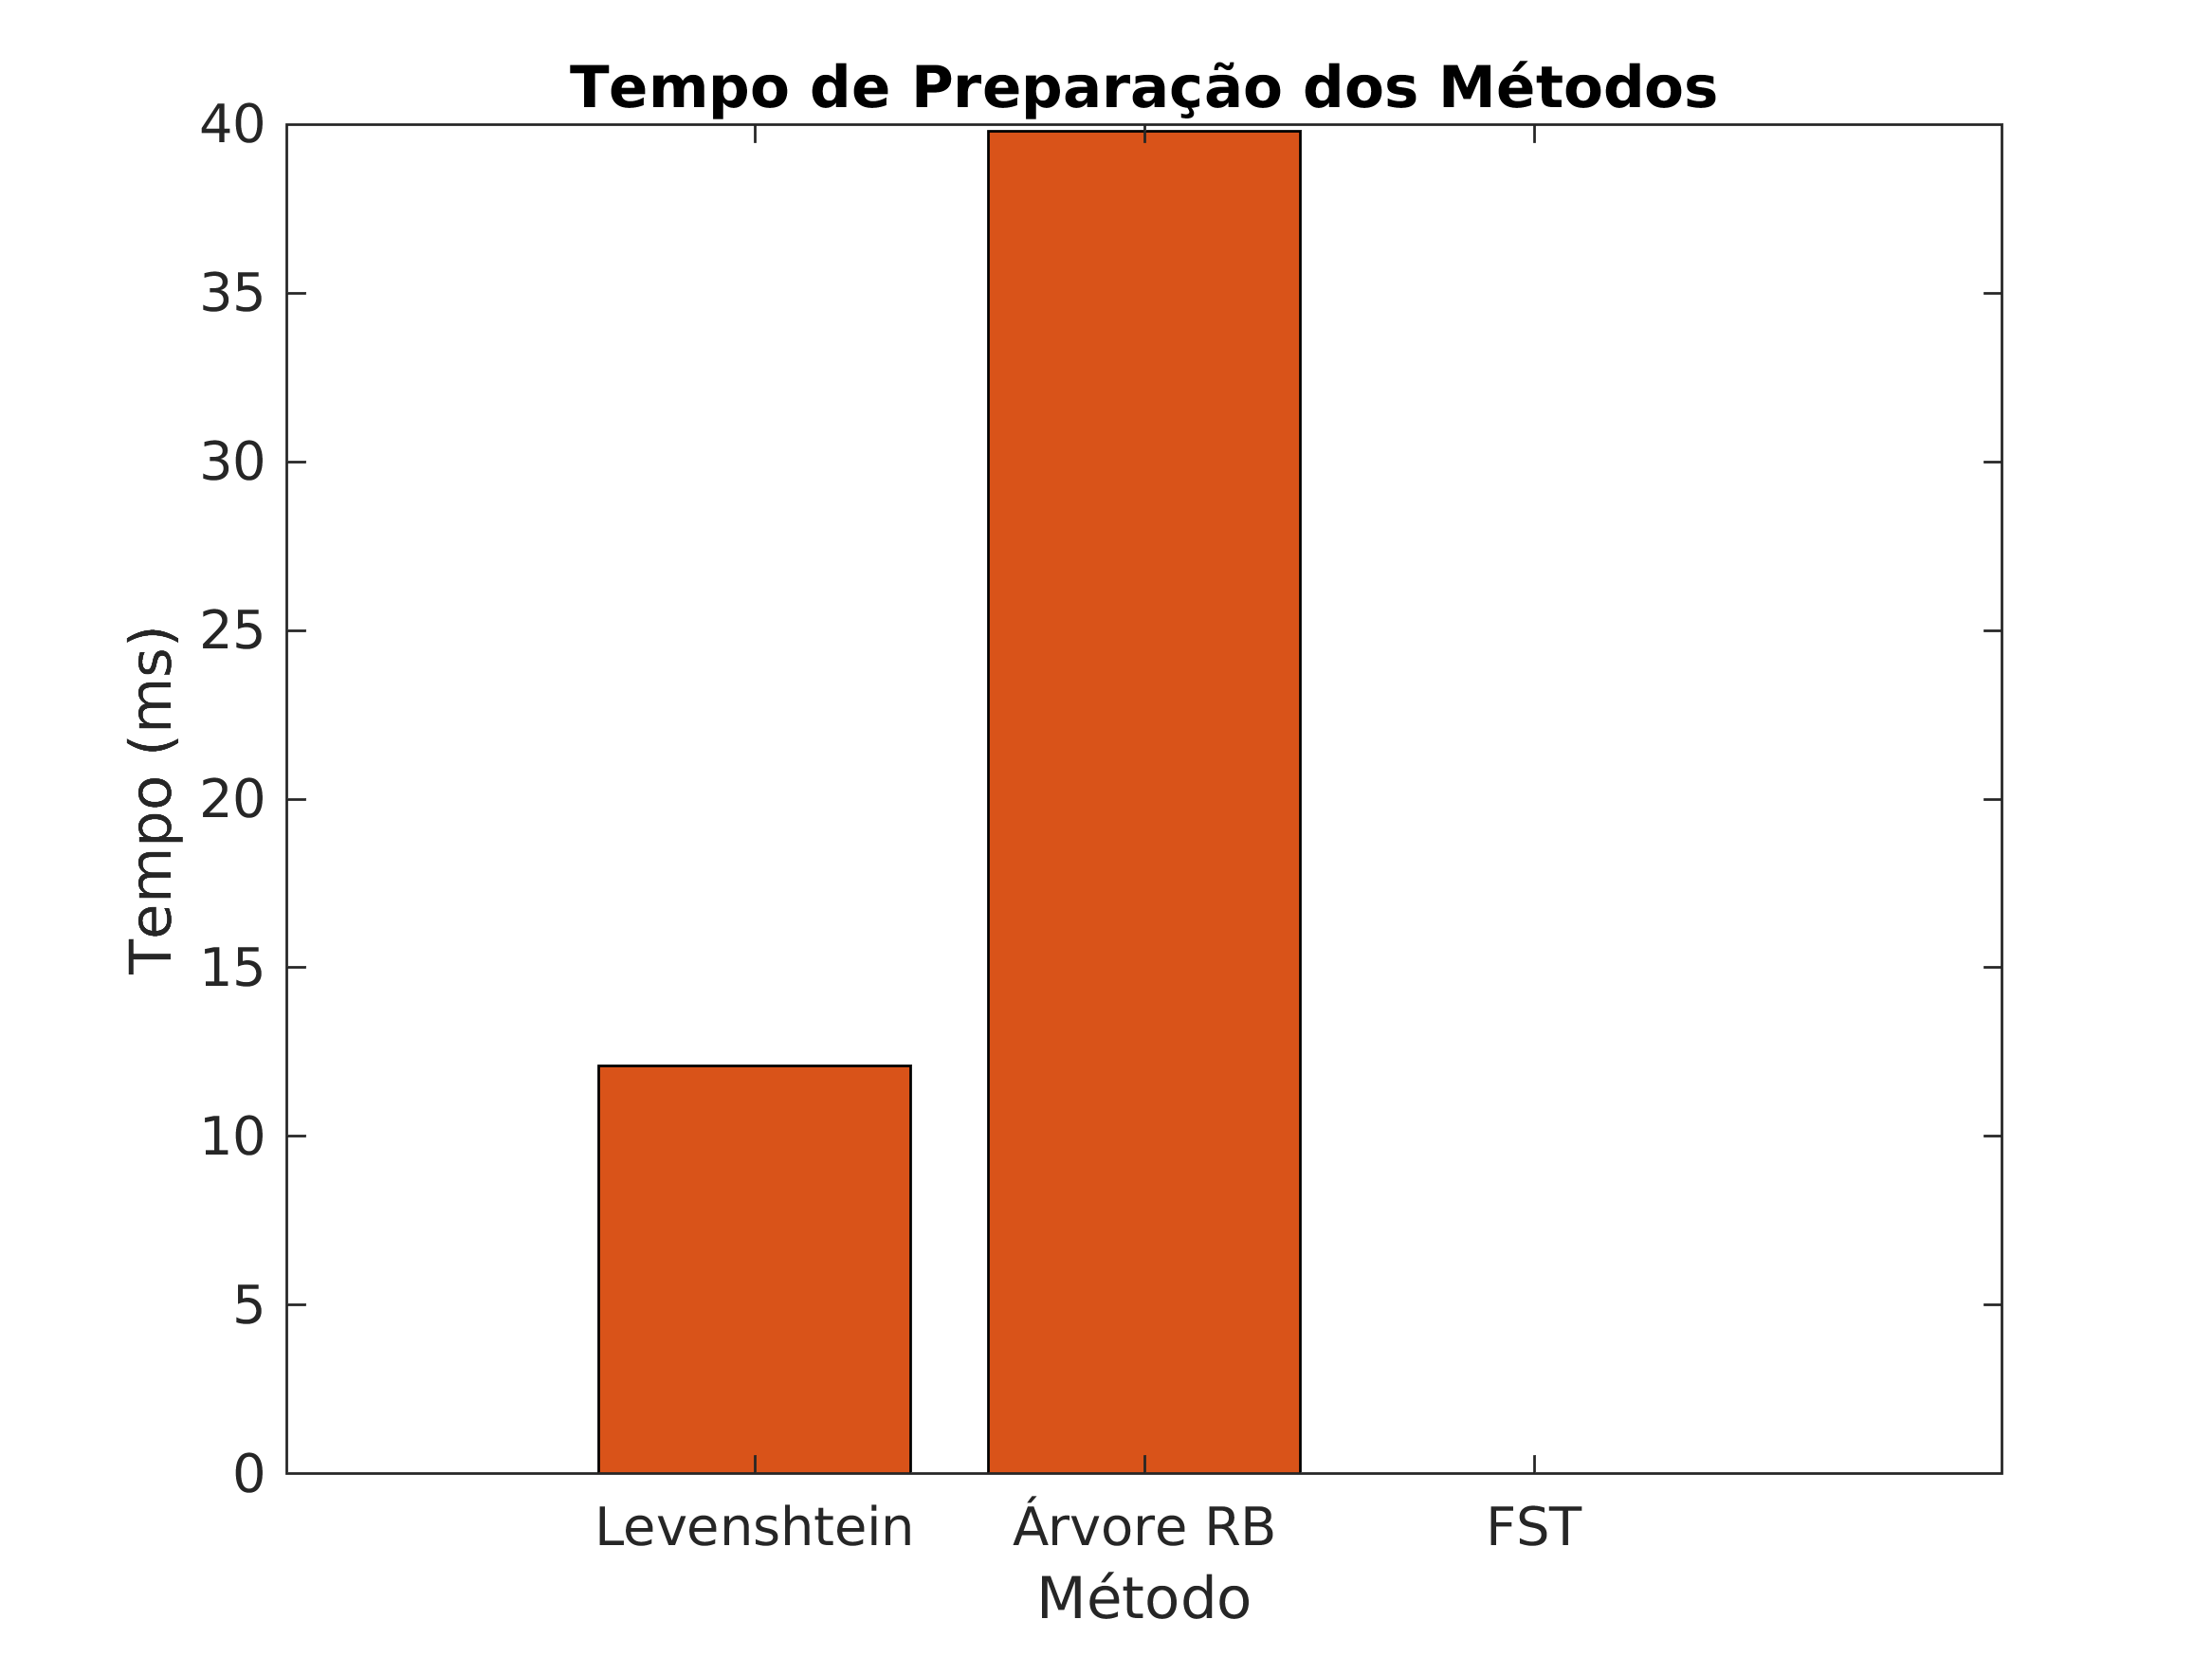 Tempo de Preparação dos Métodos
Tempo (ms)
40
35
30
25
20
15
10
5
0
Levenshtein
Árvore RB
FST
Método